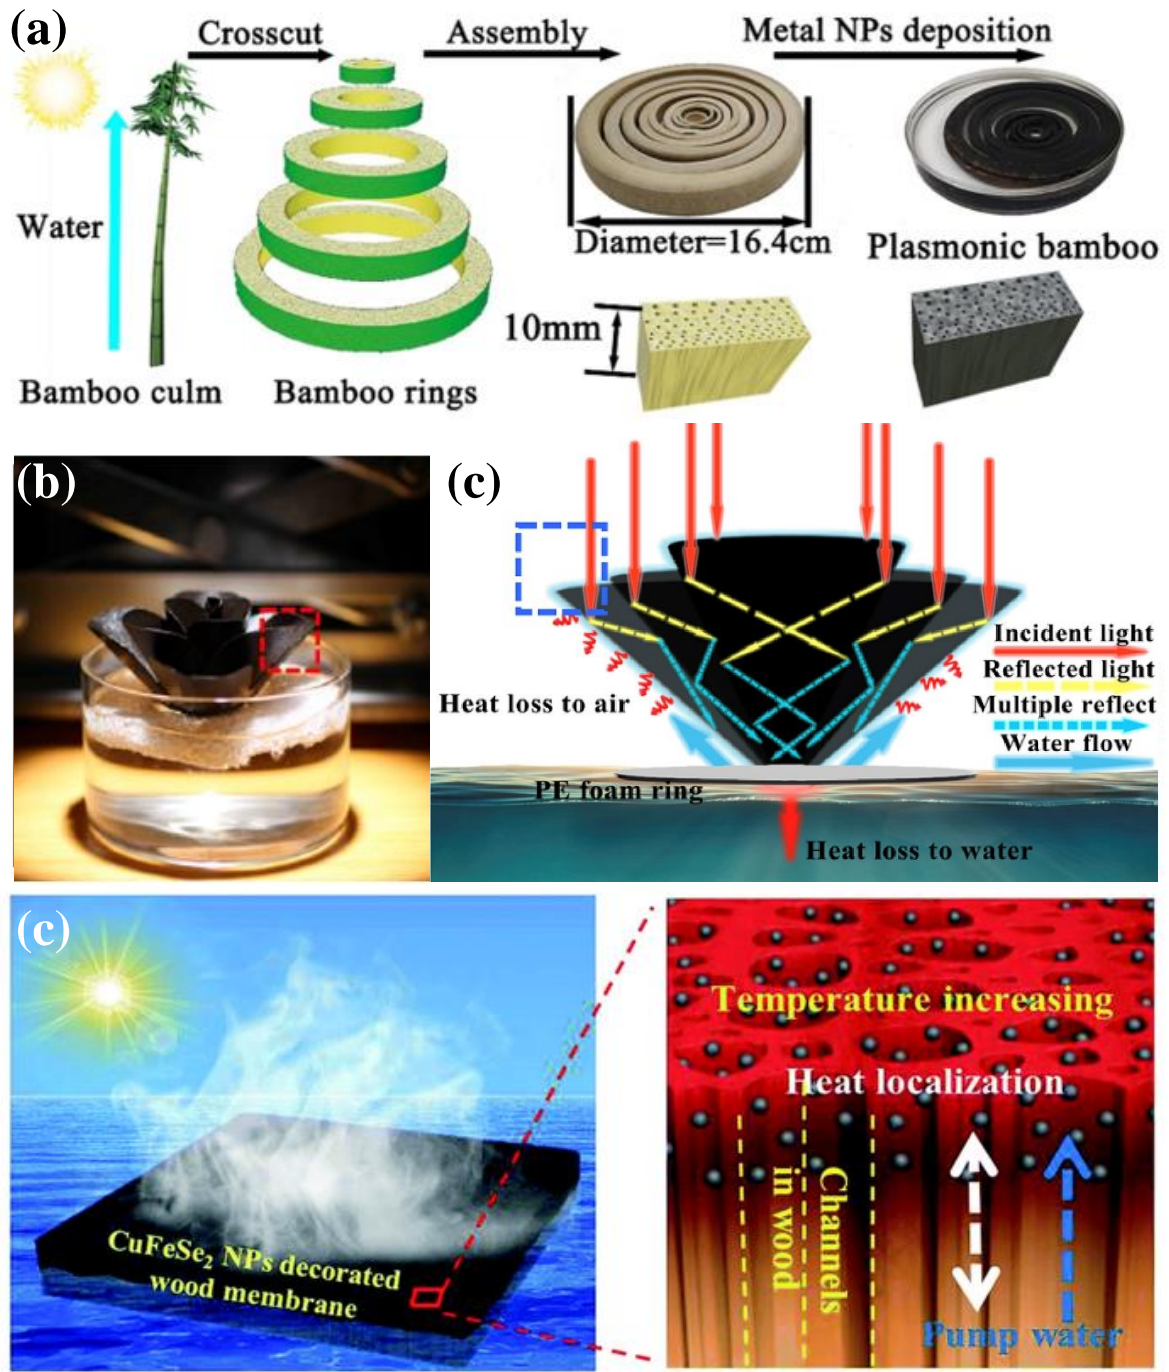 (a)
Crosscut
Assembly
Metal NPs deposition
Water
Diameter=16.4cm
Plasmonic bamboo
10mm
Bamboo culm
Bamboo rings
(b)
(c)
Incident light
Reflected light
Multiple reflect
Water flow
Heat loss to air
PE foam ring
Heat loss to water
(c)
CuFeSe₂ NPs decorated
wood membrane
Temperature increasing
Heat localization
Channels
in wood
Pump water